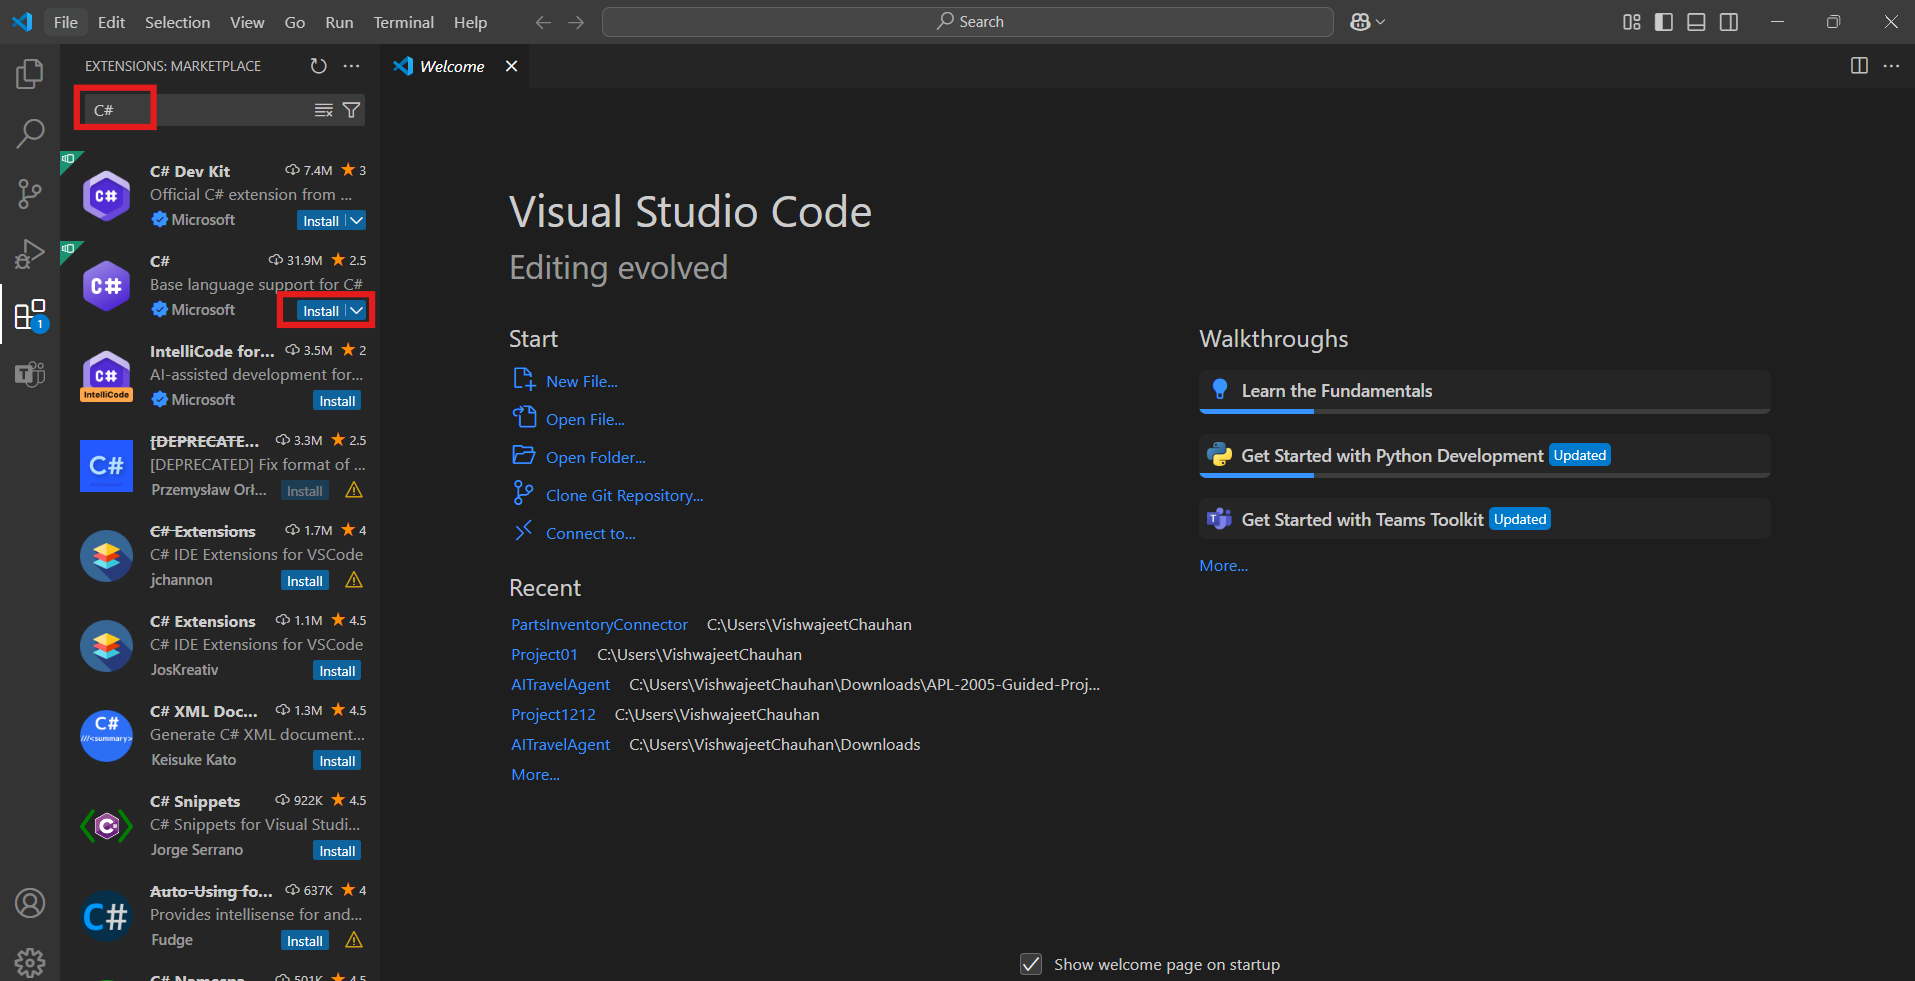 File Edit Selection View Go Run Terminal Help
Search
EXTENSIONS: MARKETPLACE
C#
C# Dev Kit 7.4M 3
Official C# extension from ...
Microsoft Install
C# 31.9M 2.5
Base language support for C#
Microsoft Install
IntelliCode for... 3.5M 2
AI-assisted development for...
Microsoft Install
[DEPRECATE... 3.3M 2.5
[DEPRECATED] Fix format of ...
Przemysław Orł... Install
C# Extensions 1.7M 4
C# IDE Extensions for VSCode
jchannon Install
C# Extensions 1.1M 4.5
C# IDE Extensions for VSCode
JosKreativ Install
C# XML Doc... 1.3M 4.5
Generate C# XML document...
Keisuke Kato Install
C# Snippets 922K 4.5
C# Snippets for Visual Studi...
Jorge Serrano Install
Auto-Using fo... 637K 4
Provides intellisense for and...
Fudge Install
C# Namespa... 501K 4.5
C#
C#
C#
IntelliCode
C#
C#
///<summary>
C#
1
Welcome
Visual Studio Code
Editing evolved
Start
New File...
Open File...
Open Folder...
Clone Git Repository...
Connect to...
Recent
PartsInventoryConnector C:\Users\VishwajeetChauhan
Project01 C:\Users\VishwajeetChauhan
AITravelAgent C:\Users\VishwajeetChauhan\Downloads\APL-2005-Guided-Proj...
Project1212 C:\Users\VishwajeetChauhan
AITravelAgent C:\Users\VishwajeetChauhan\Downloads
More...
Walkthroughs
Learn the Fundamentals
Get Started with Python Development Updated
Get Started with Teams Toolkit Updated
More...
Show welcome page on startup